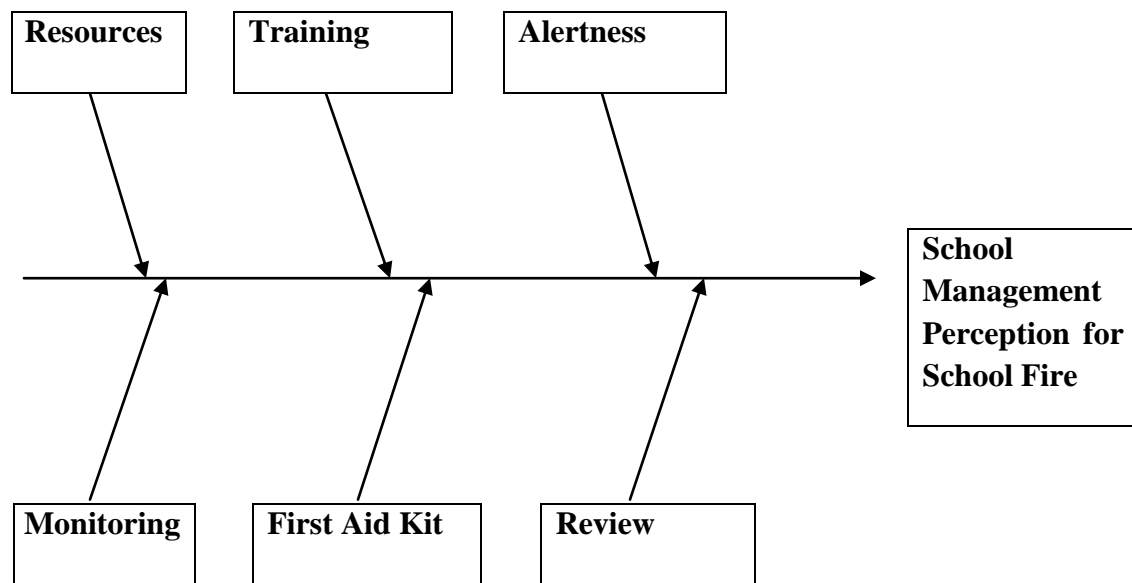 Resources
Training
Alertness
School
Management
Perception for
School Fire
Monitoring
First Aid Kit
Review